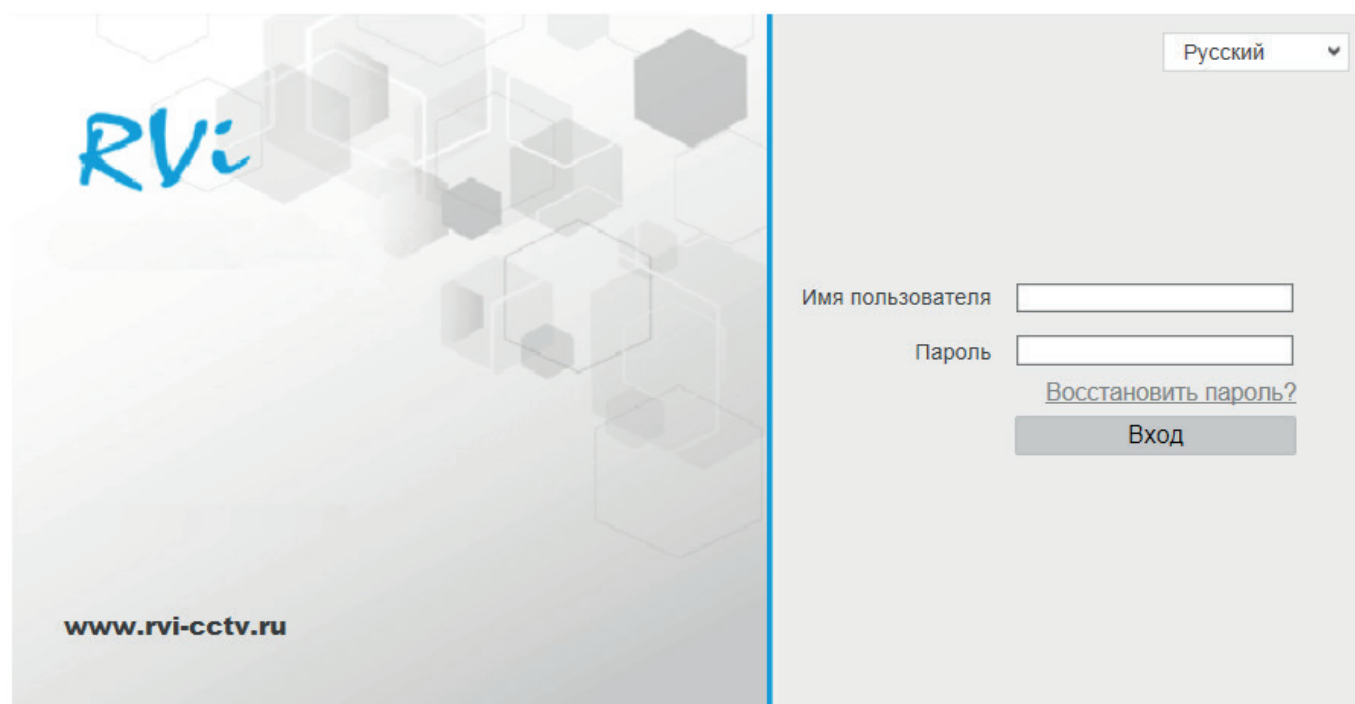 RVi
www.rvi-cctv.ru
Русский
Имя пользователя
Пароль
Восстановить пароль?
Вход